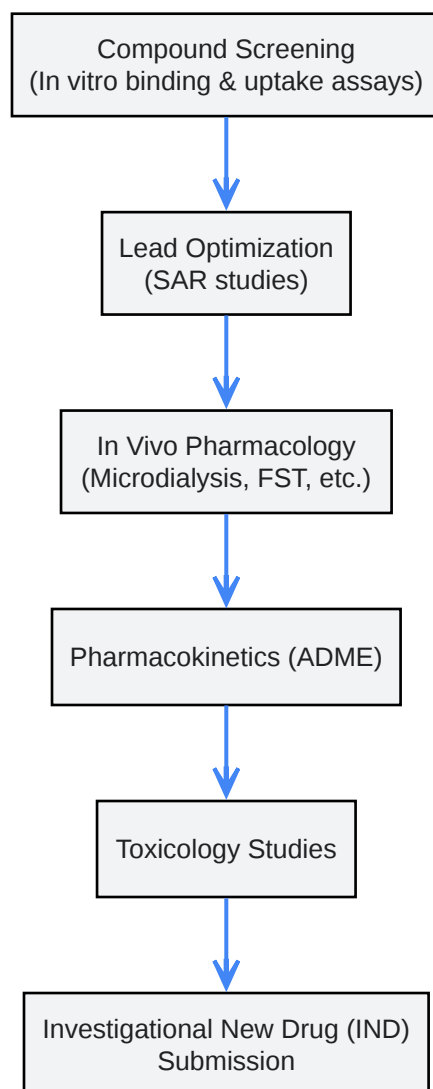 Compound Screening
(In vitro binding & uptake assays)
Lead Optimization
(SAR studies)
In Vivo Pharmacology
(Microdialysis, FST, etc.)
Pharmacokinetics (ADME)
Toxicology Studies
Investigational New Drug (IND)
Submission